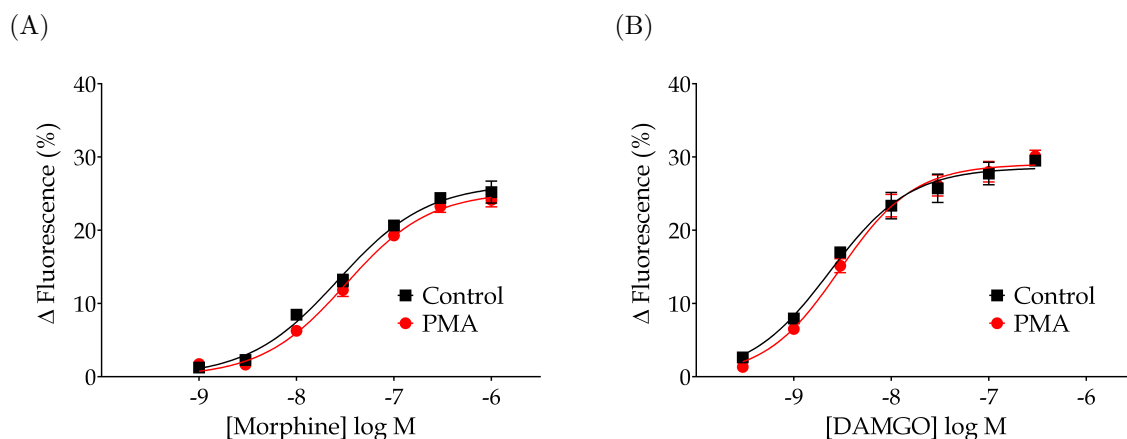 (A)
Δ Fluorescence (%)
40
30
20
10
0
Control
PMA
-9
-8
-7
-6
[Morphine] log M
(B)
Δ Fluorescence (%)
40
30
20
10
0
Control
PMA
-9
-8
-7
-6
[DAMGO] log M